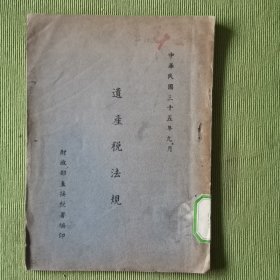 中華民國三十五年九月
遺產稅法規
財政部直接稅署編印